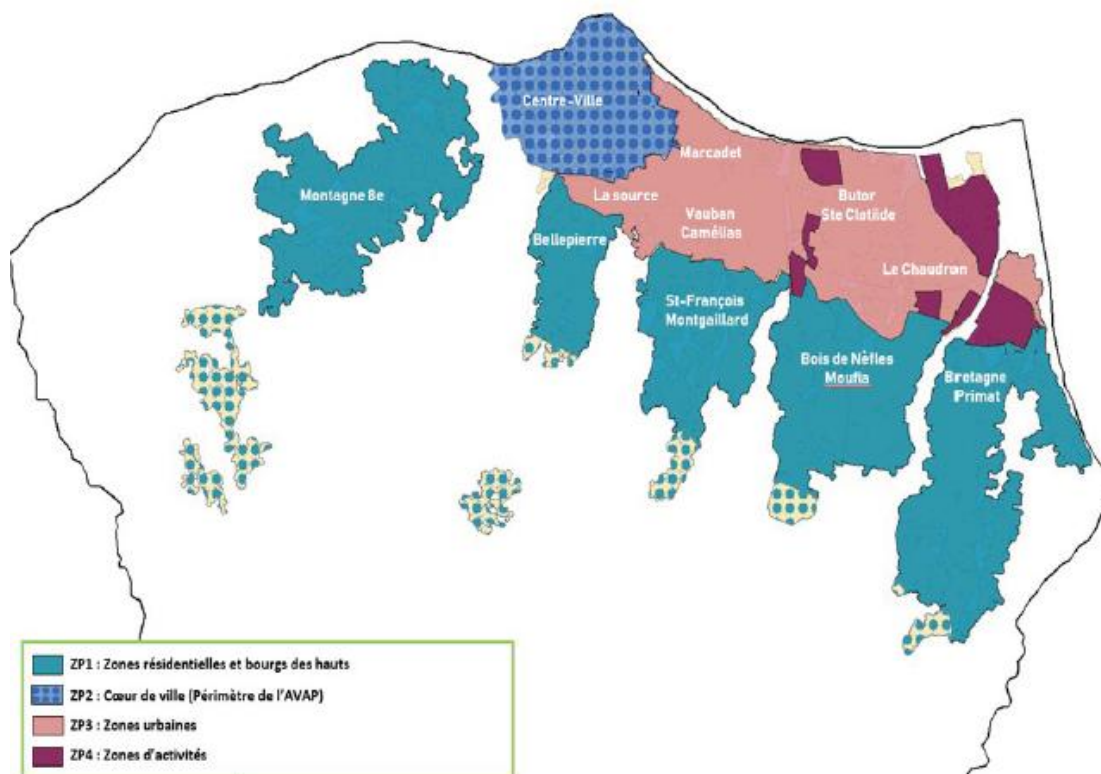 Centre-Ville
Marcadet
Montagne 8e
La source
Butor
Ste Clotilde
Vauban
Camélias
Bellepierre
Le Chaudron
St-François
Montgaillard
Bois de Nèfles
Moufia
Bretagne
Primat
ZP1 : Zones résidentielles et bourgs des hauts
ZP2 : Cœur de ville (Périmètre de l'AVAP)
ZP3 : Zones urbaines
ZP4 : Zones d'activités